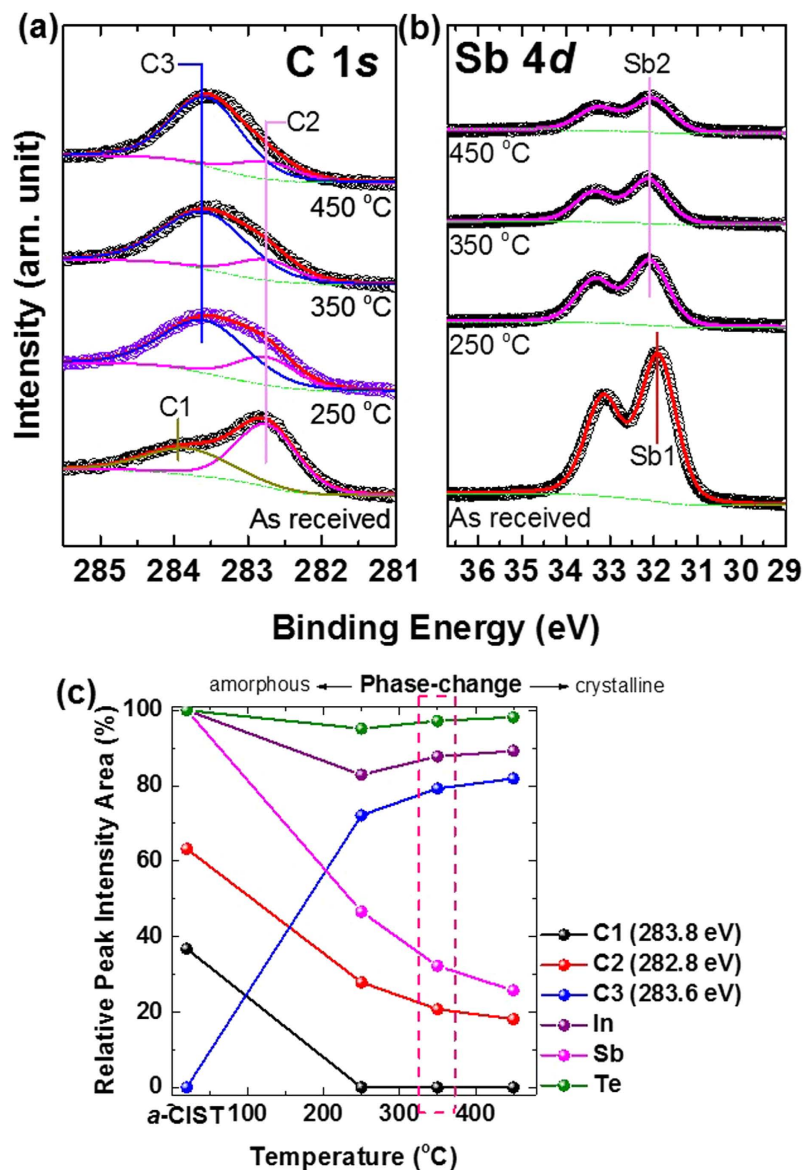 (a)
C 1s
C3
C2
450 °C
350 °C
250 °C
C1
As received
Intensity (arn. unit)
285 284 283 282 281
(b)
Sb 4d
Sb2
450 °C
350 °C
250 °C
Sb1
As received
36 35 34 33 32 31 30 29
Binding Energy (eV)
(c)
amorphous Phase-change crystalline
Relative Peak Intensity Area (%)
100
80
60
40
20
0
a-CIST 100 200 300 400
Temperature (°C)
C1 (283.8 eV)
C2 (282.8 eV)
C3 (283.6 eV)
In
Sb
Te